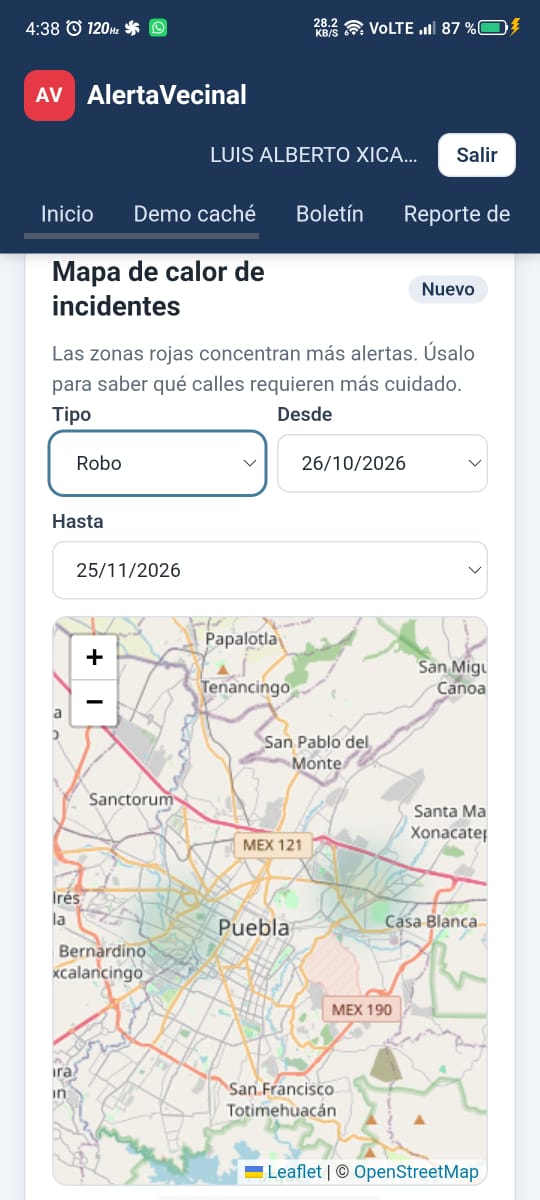 4:38 120Hz 28.2 KB/S VoLTE 87 %
AV AlertaVecinal
LUIS ALBERTO XICA... Salir
Inicio Demo caché Boletín Reporte de
Mapa de calor de
incidentes
Nuevo
Las zonas rojas concentran más alertas. Úsalo
para saber qué calles requieren más cuidado.
Tipo Desde
Robo 26/10/2026
Hasta
25/11/2026
+
−
Papalotla
Tenancingo
San Migu
Canoa
San Pablo del
Monte
Sanctorum
Santa Ma
Xonacatep
MEX 121
lrés
la
Puebla
Casa Blanca
Bernardino
xcalancingo
MEX 190
San Francisco
Totimehuacán
Leaflet | © OpenStreetMap